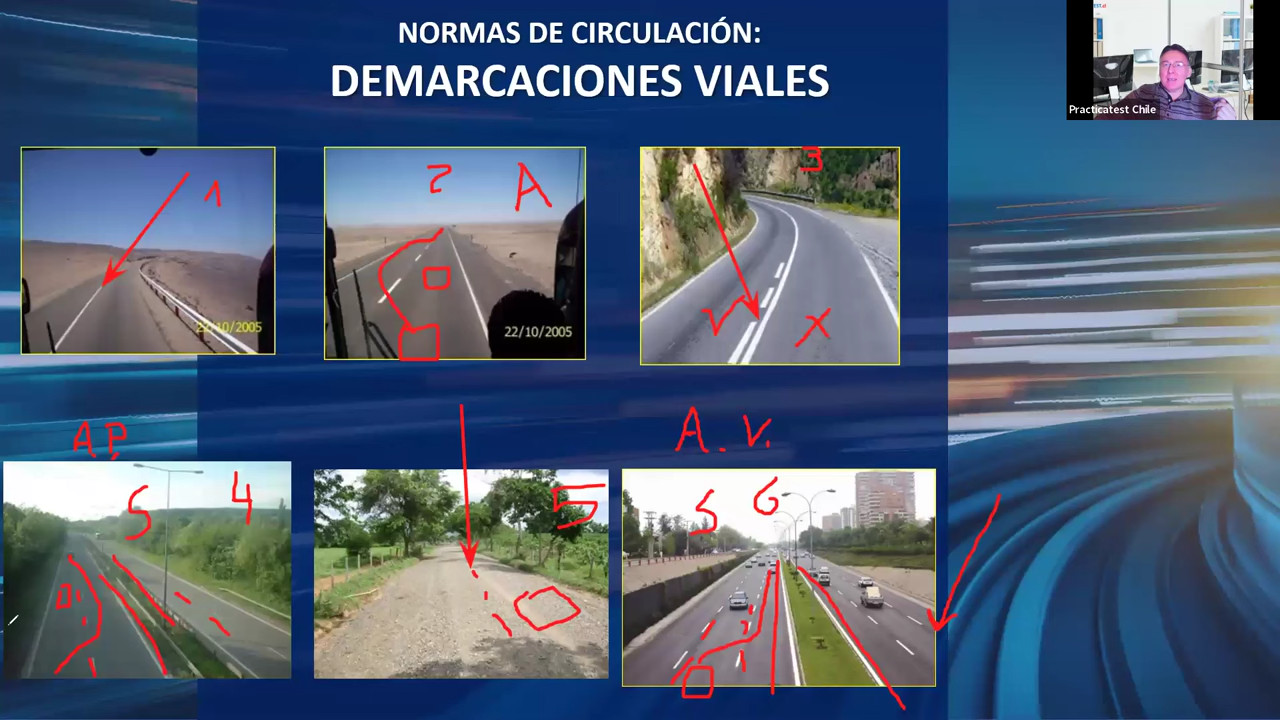 NORMAS DE CIRCULACIÓN:
DEMARCACIONES VIALES
Practicatest Chile
1
2
A
3
22/10/2005
22/10/2005
A.P.
A. V.
S
4
5
S
6